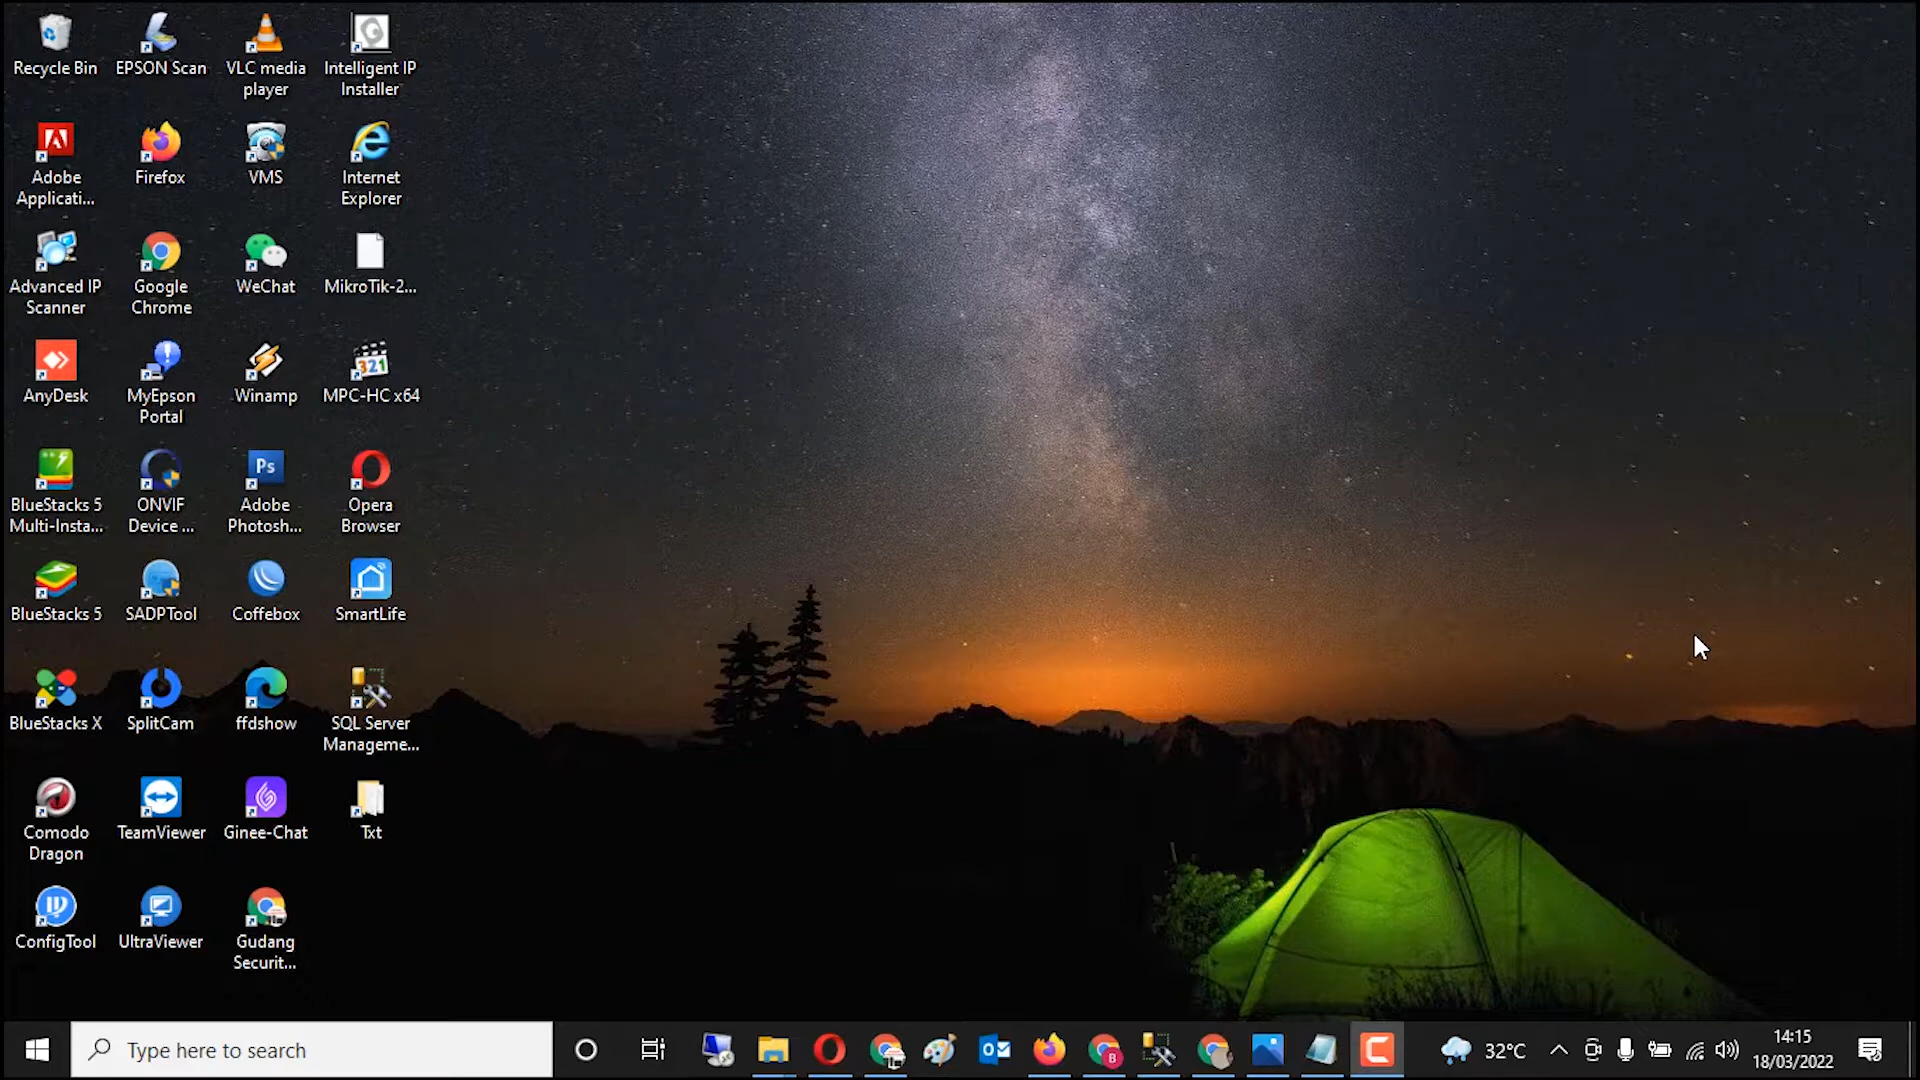 Recycle Bin
EPSON Scan
VLC media
player
Intelligent IP
Installer
Adobe
Applicati...
Firefox
VMS
Internet
Explorer
Advanced IP
Scanner
Google
Chrome
WeChat
MikroTik-2...
AnyDesk
MyEpson
Portal
Winamp
321
MPC-HC x64
BlueStacks 5
Multi-Insta...
ONVIF
Device ...
Ps
Adobe
Photosh...
Opera
Browser
BlueStacks 5
SADPTool
Coffebox
SmartLife
BlueStacks X
SplitCam
ffdshow
SQL Server
Manageme...
Comodo
Dragon
TeamViewer
Ginee-Chat
Txt
ConfigTool
UltraViewer
Gudang
Securit...
Type here to search
B
32°C
14:15
18/03/2022